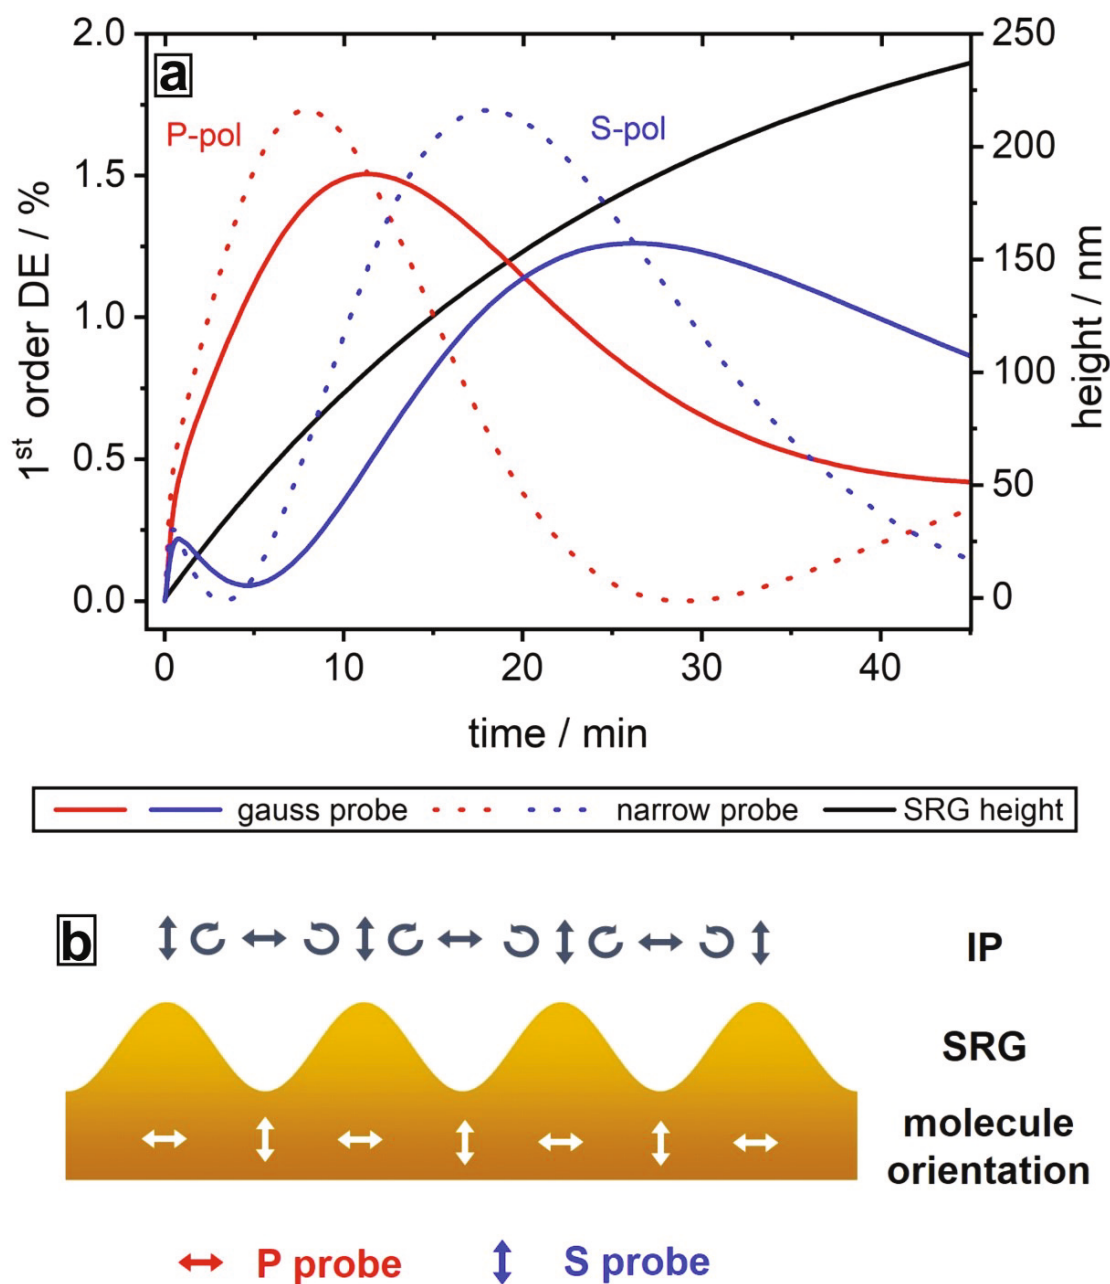 a
P-pol
S-pol
2.0
1.5
1.0
0.5
0.0
1st order DE / %
250
200
150
100
50
0
height / nm
0 10 20 30 40
time / min
gauss probe narrow probe SRG height
b
IP
SRG
molecule
orientation
P probe S probe